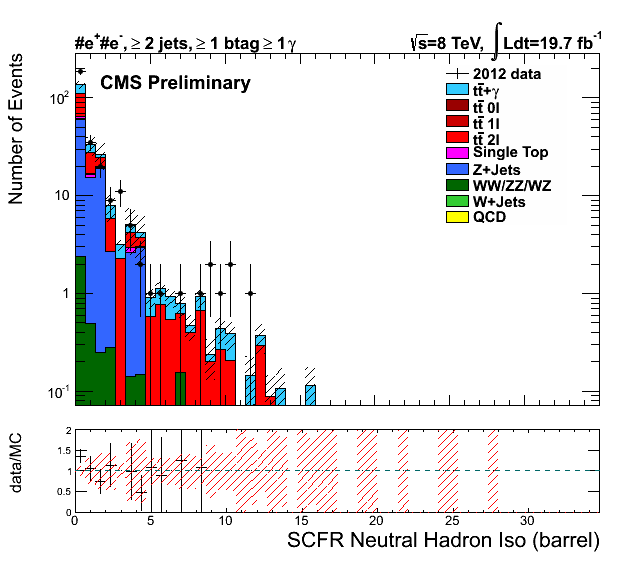 #e+#e-, ≥ 2 jets, ≥ 1 btag ≥ 1 γ
√s=8 TeV, ∫Ldt=19.7 fb-1
CMS Preliminary
2012 data
tt̄+γ
tt̄ 0l
tt̄ 1l
tt̄ 2l
Single Top
Z+Jets
WW/ZZ/WZ
W+Jets
QCD
Number of Events
10²
10
1
10-1
data/MC
2
1.5
1
0.5
0
0 5 10 15 20 25 30
SCFR Neutral Hadron Iso (barrel)